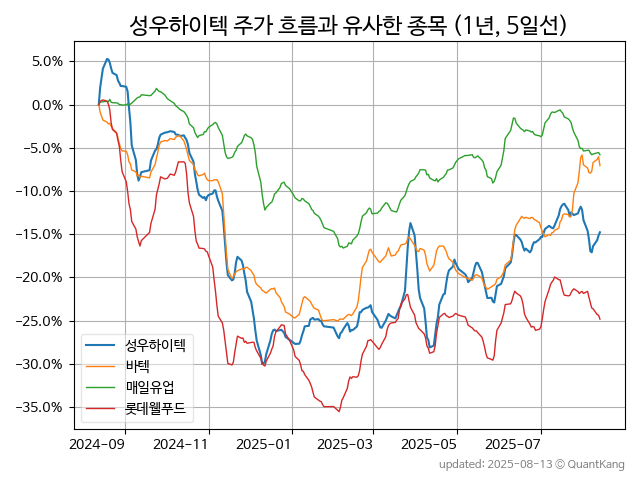 성우하이텍 주가 흐름과 유사한 종목 (1년, 5일선)
5.0%
0.0%
−5.0%
−10.0%
−15.0%
−20.0%
−25.0%
−30.0%
−35.0%
성우하이텍
바텍
매일유업
롯데웰푸드
2024-09
2024-11
2025-01
2025-03
2025-05
2025-07
updated: 2025-08-13 © QuantKang